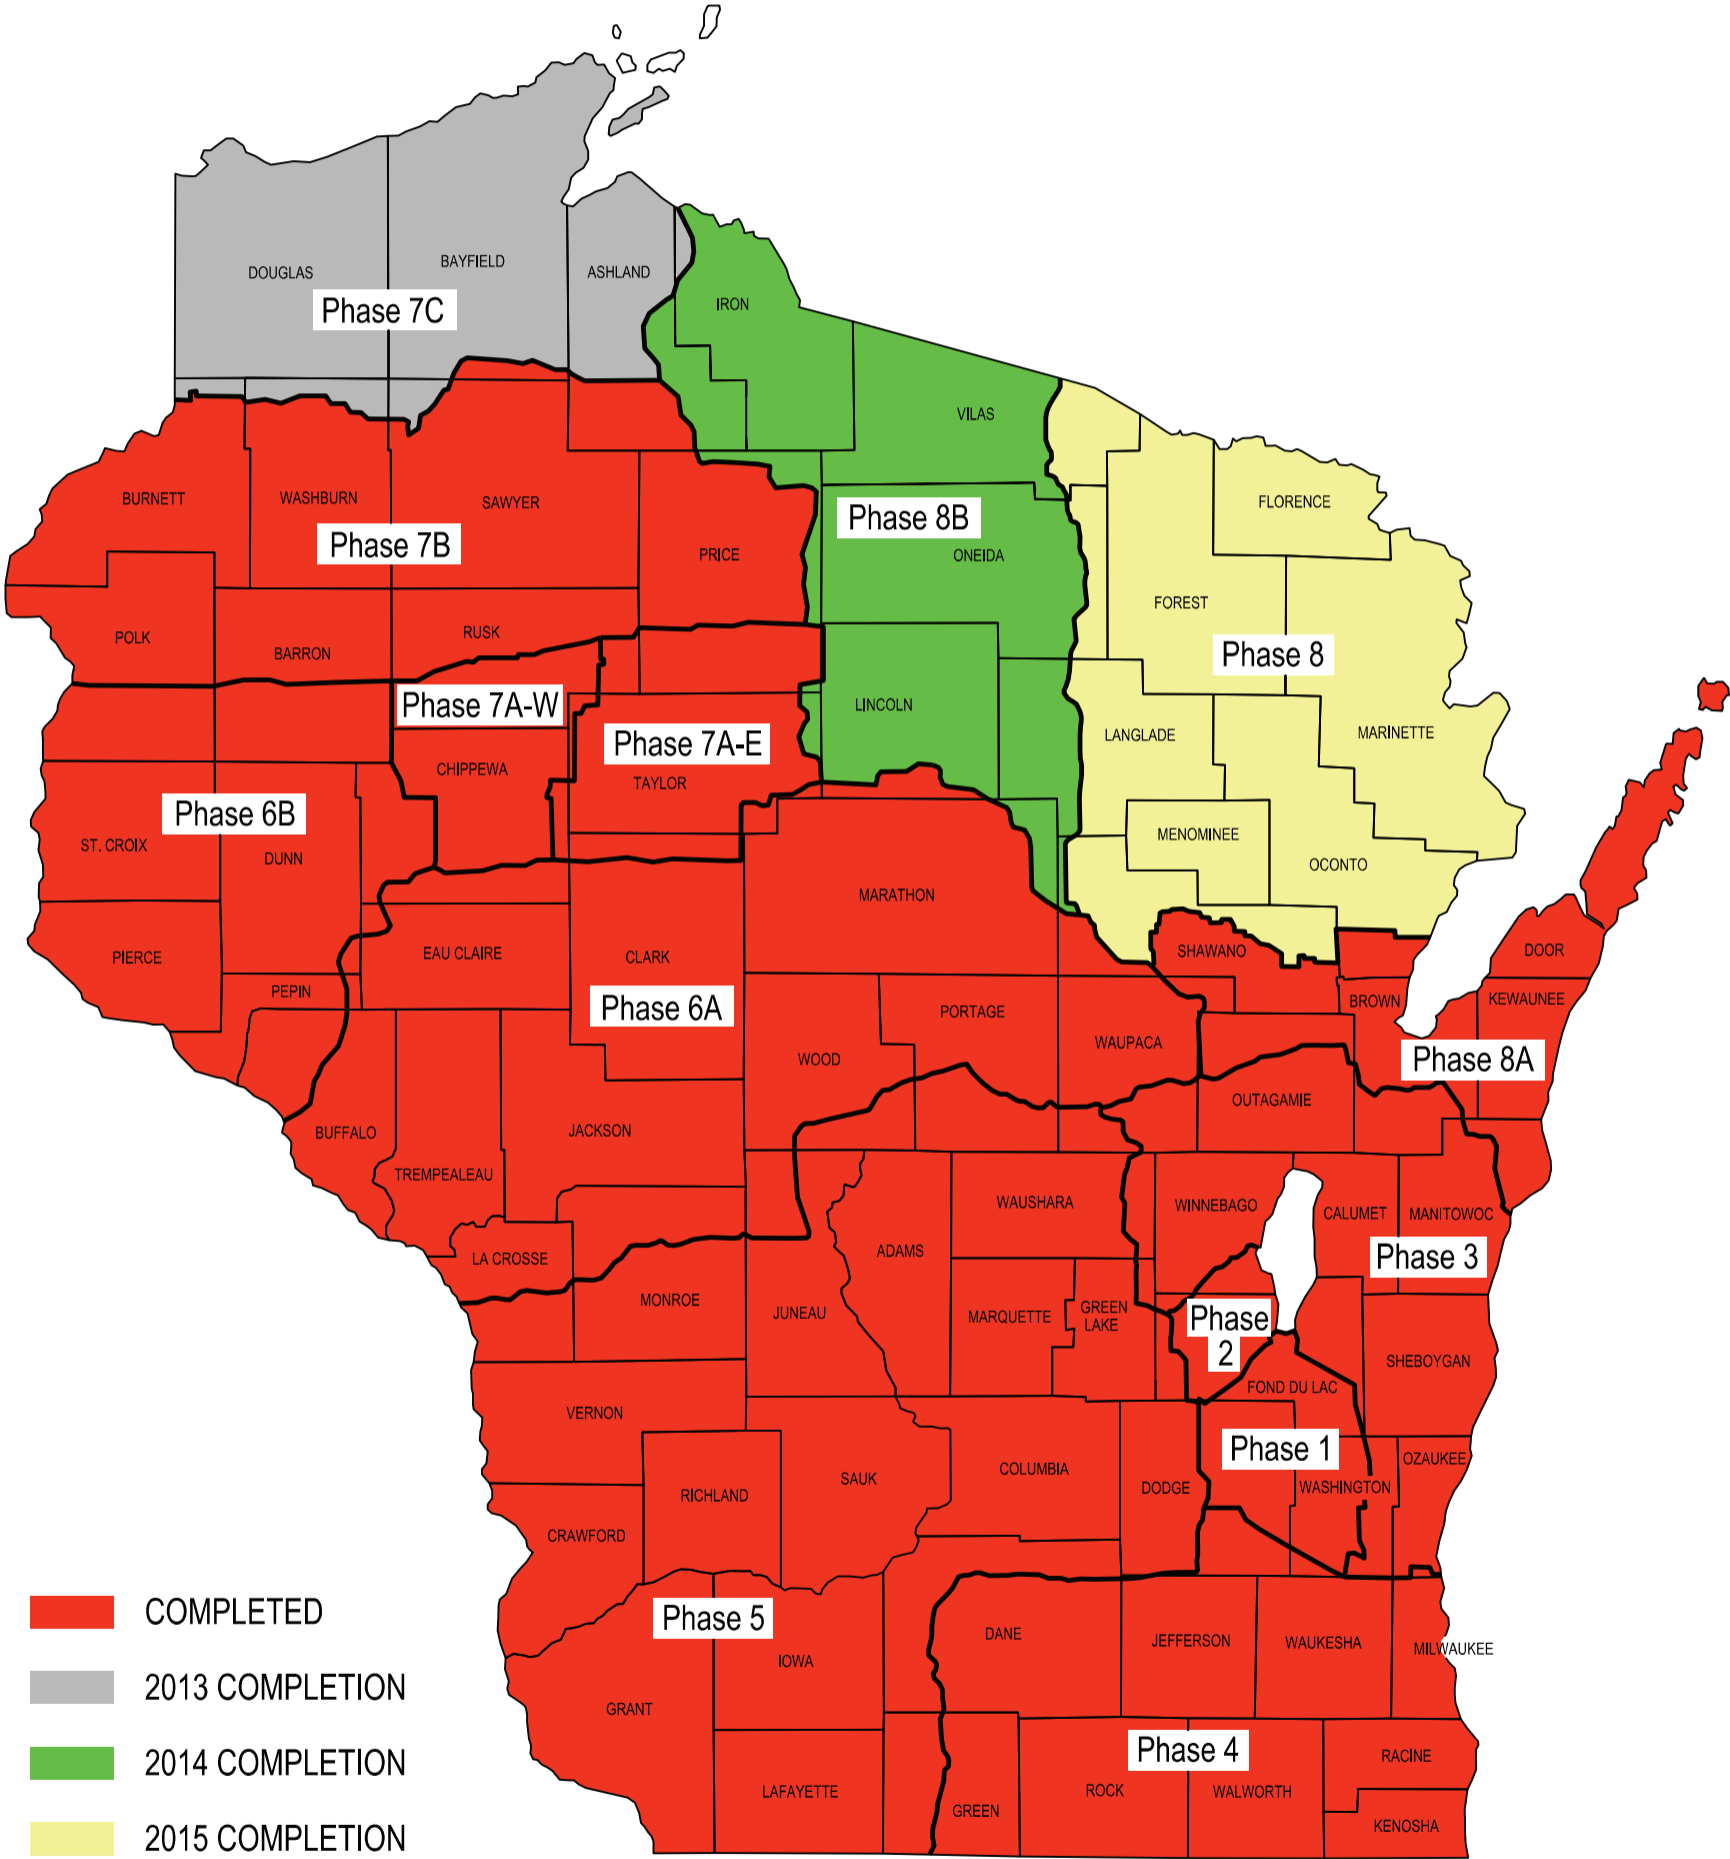 DOUGLAS
BAYFIELD
ASHLAND
Phase 7C
IRON
VILAS
BURNETT
WASHBURN
SAWYER
Phase 7B
PRICE
Phase 8B
ONEIDA
FLORENCE
FOREST
Phase 8
POLK
BARRON
RUSK
Phase 7A-W
Phase 7A-E
LINCOLN
LANGLADE
MARINETTE
CHIPPEWA
TAYLOR
Phase 6B
ST. CROIX
DUNN
MENOMINEE
OCONTO
MARATHON
PIERCE
EAU CLAIRE
CLARK
SHAWANO
DOOR
PEPIN
Phase 6A
PORTAGE
BROWN
KEWAUNEE
WOOD
WAUPACA
Phase 8A
BUFFALO
JACKSON
OUTAGAMIE
TREMPEALEAU
WAUSHARA
WINNEBAGO
CALUMET
MANITOWOC
LA CROSSE
ADAMS
Phase 3
MONROE
JUNEAU
MARQUETTE
GREEN
LAKE
Phase
2
SHEBOYGAN
FOND DU LAC
VERNON
Phase 1
SAUK
COLUMBIA
DODGE
WASHINGTON
OZAUKEE
RICHLAND
CRAWFORD
Phase 5
DANE
JEFFERSON
WAUKESHA
MILWAUKEE
IOWA
GRANT
Phase 4
RACINE
LAFAYETTE
GREEN
ROCK
WALWORTH
KENOSHA
COMPLETED
2013 COMPLETION
2014 COMPLETION
2015 COMPLETION